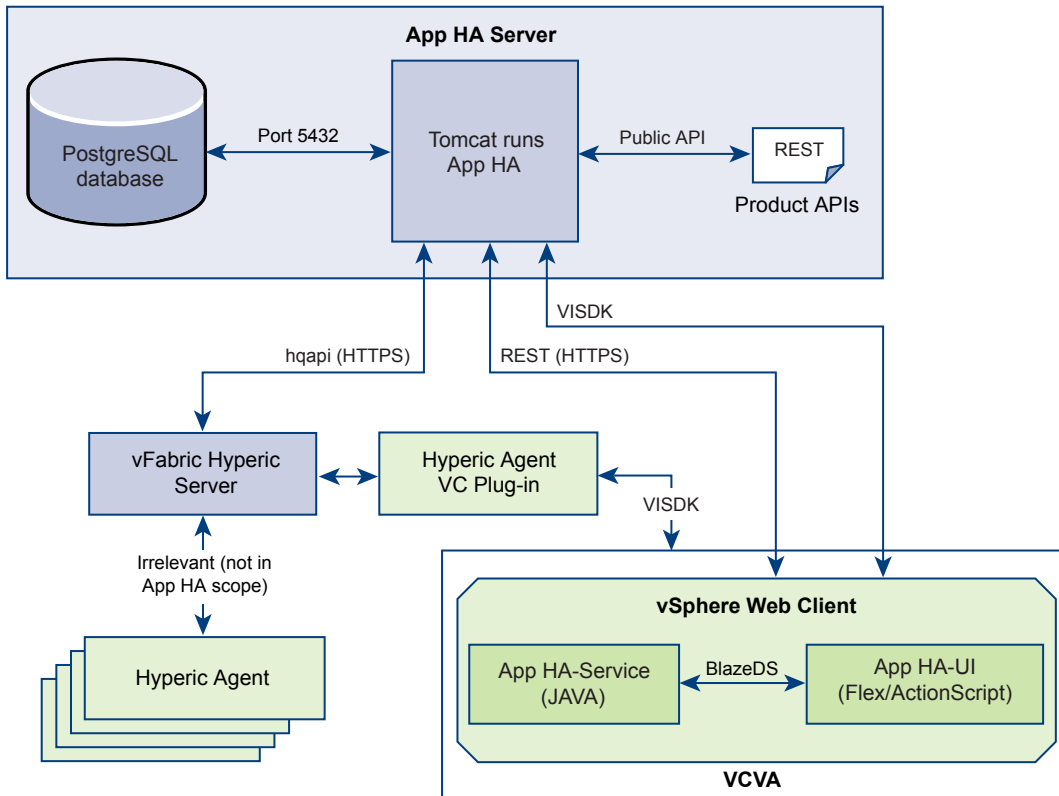 App HA Server
PostgreSQL
database
Port 5432
Tomcat runs
App HA
Public API
REST
Product APIs
VISDK
hqapi (HTTPS)
REST (HTTPS)
vFabric Hyperic
Server
Hyperic Agent
VC Plug-in
VISDK
Irrelevant (not in
App HA scope)
Hyperic Agent
vSphere Web Client
App HA-Service
(JAVA)
BlazeDS
App HA-UI
(Flex/ActionScript)
VCVA